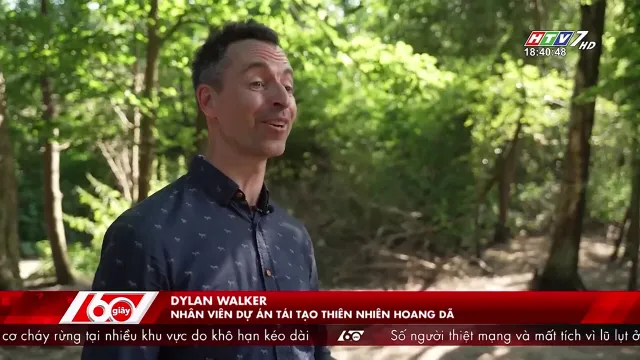 HTV7 HD
18:40:48
60 giây
DYLAN WALKER
NHÂN VIÊN DỰ ÁN TÁI TẠO THIÊN NHIÊN HOANG DÃ
cơ cháy rừng tại nhiều khu vực do khô hạn kéo dài 60 Số người thiệt mạng và mất tích vì lũ lụt ở